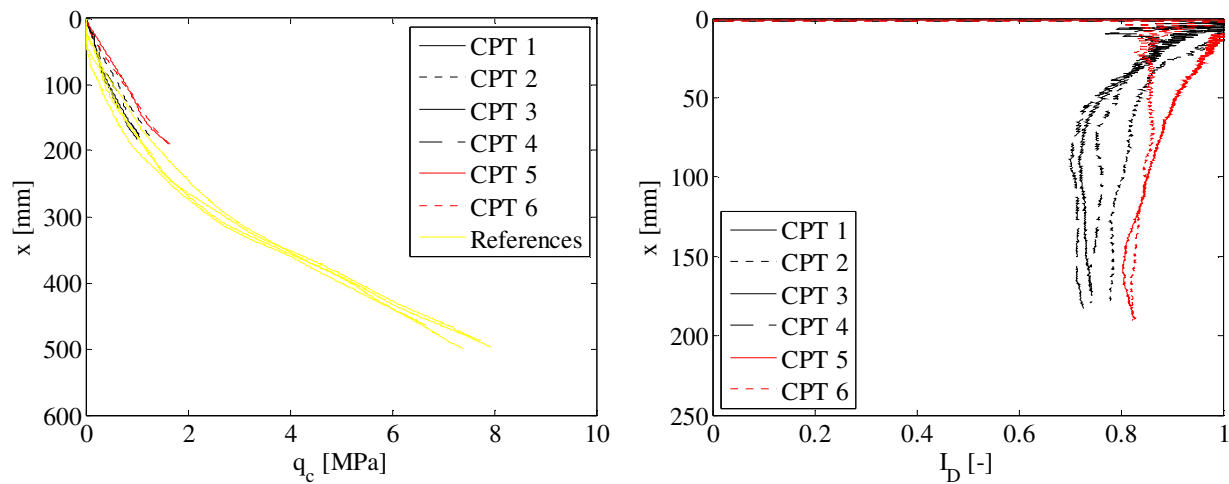 0
100
200
300
400
500
600
x [mm]
0
2
4
6
8
10
q_c [MPa]
CPT 1
CPT 2
CPT 3
CPT 4
CPT 5
CPT 6
References
0
50
100
150
200
250
x [mm]
0
0.2
0.4
0.6
0.8
1
I_D [-]
CPT 1
CPT 2
CPT 3
CPT 4
CPT 5
CPT 6